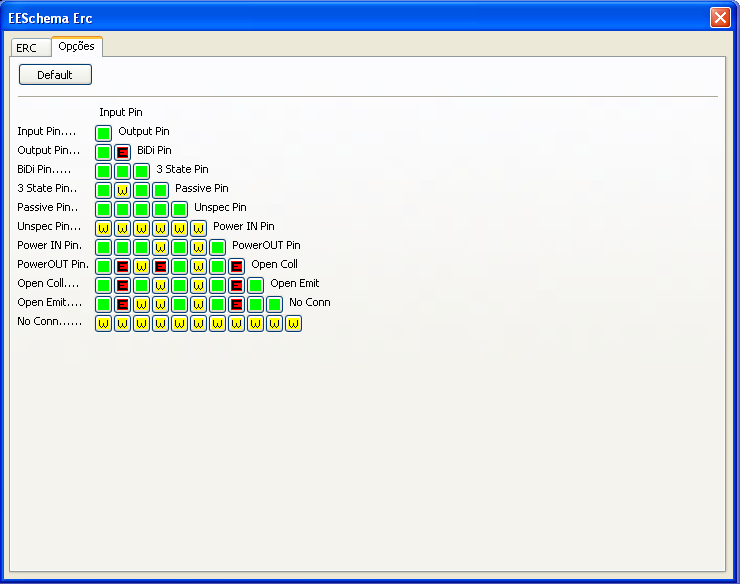 EESchema Erc
ERC Opções
Default
Input Pin
Input Pin.... Output Pin
Output Pin... E BiDi Pin
BiDi Pin..... 3 State Pin
3 State Pin.. W Passive Pin
Passive Pin.. Unspec Pin
Unspec Pin... W W W W W W Power IN Pin
Power IN Pin. W W PowerOUT Pin
PowerOUT Pin. E W E W E Open Coll
Open Coll.... E W W E Open Emit
Open Emit.... E W W W E No Conn
No Conn...... W W W W W W W W W W W